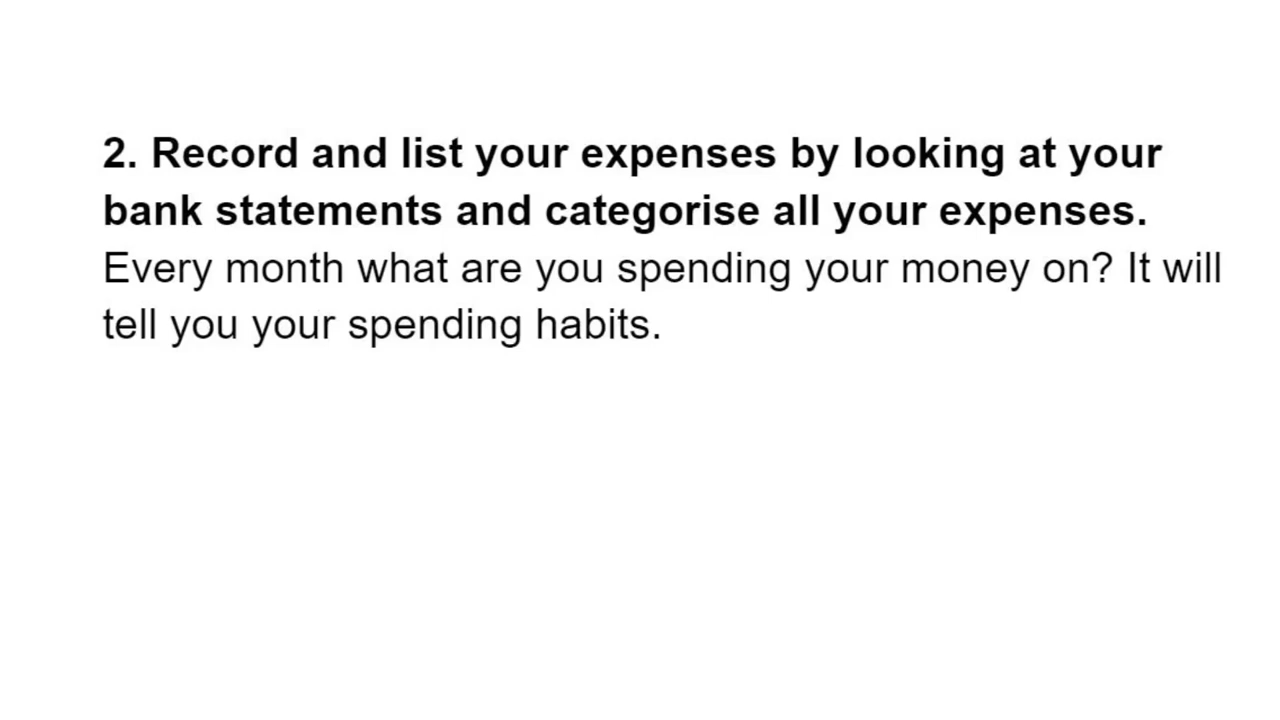 2. Record and list your expenses by looking at your
bank statements and categorise all your expenses.
Every month what are you spending your money on? It will
tell you your spending habits.